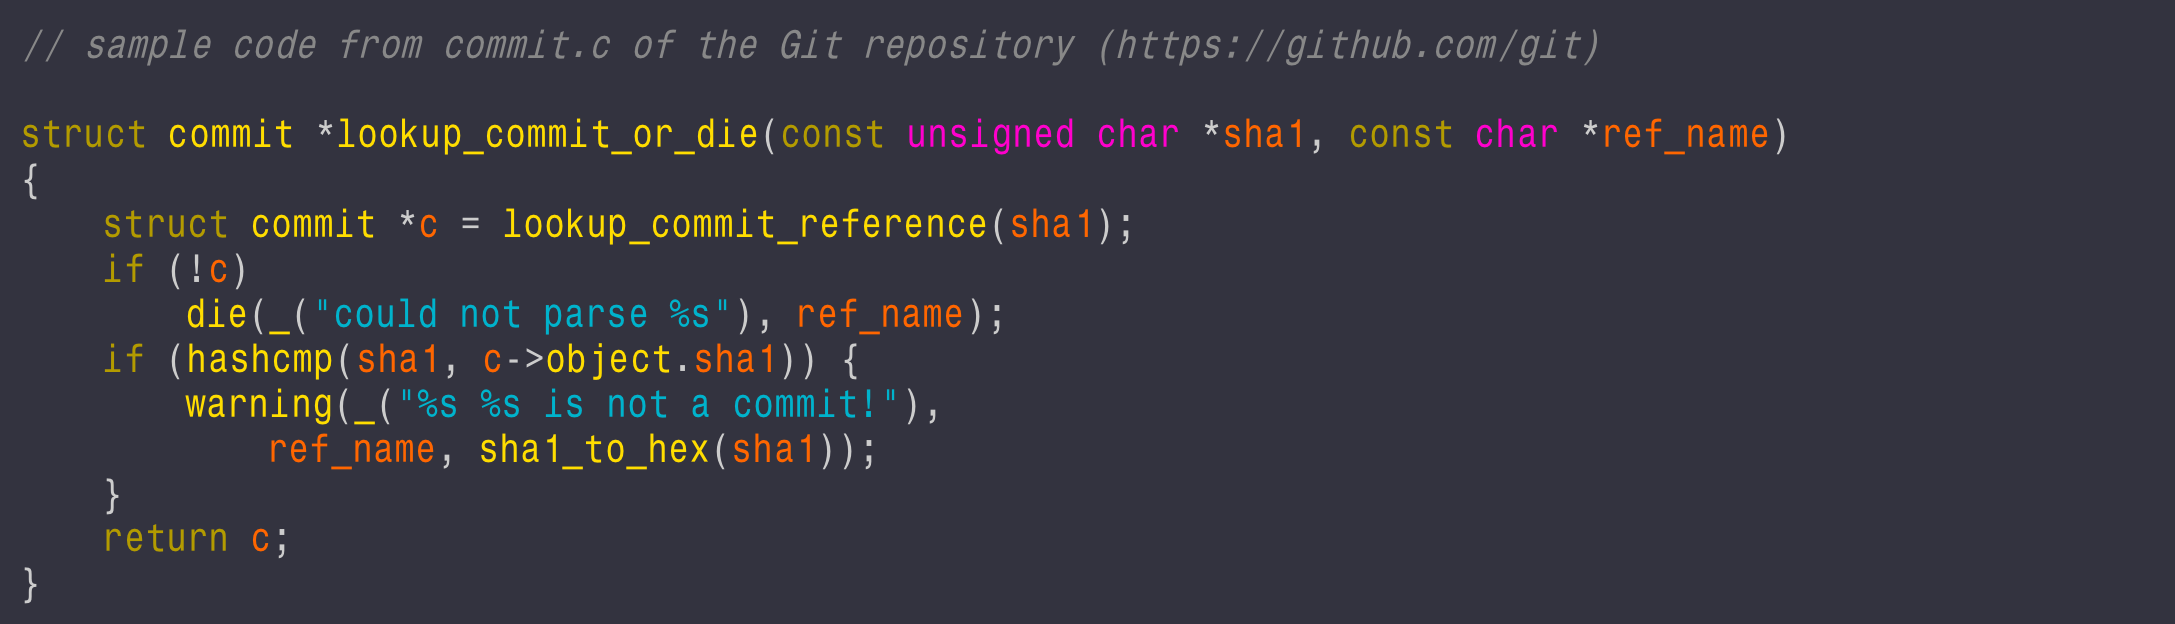 // sample code from commit.c of the Git repository (https://github.com/git)

struct commit *lookup_commit_or_die(const unsigned char *sha1, const char *ref_name)
{
    struct commit *c = lookup_commit_reference(sha1);
    if (!c)
        die(_("could not parse %s"), ref_name);
    if (hashcmp(sha1, c->object.sha1)) {
        warning(_("%s %s is not a commit!"),
            ref_name, sha1_to_hex(sha1));
    }
    return c;
}